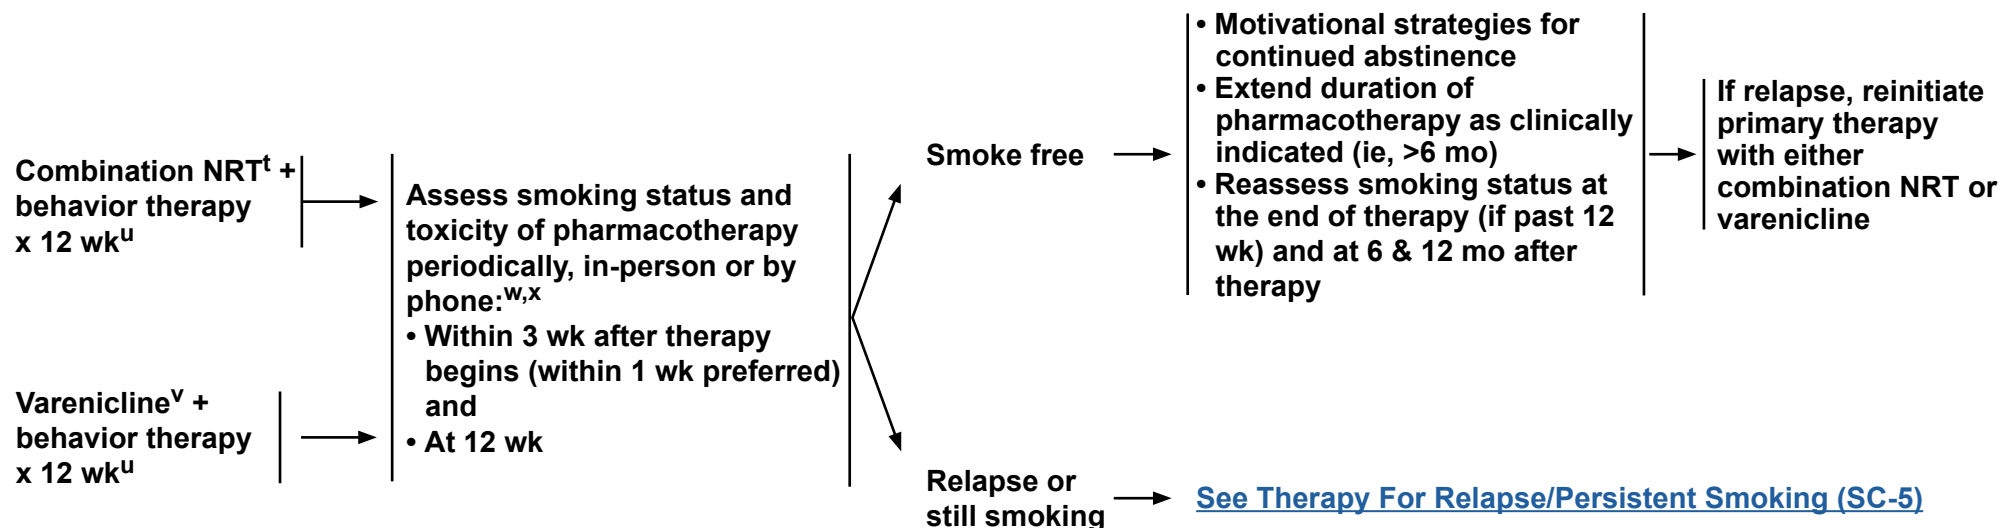 Combination NRTt +
behavior therapy
x 12 wku
Vareniclinev +
behavior therapy
x 12 wku
Assess smoking status and
toxicity of pharmacotherapy
periodically, in-person or by
phone:w,x
• Within 3 wk after therapy
begins (within 1 wk preferred)
and
• At 12 wk
Smoke free
• Motivational strategies for
continued abstinence
• Extend duration of
pharmacotherapy as clinically
indicated (ie, >6 mo)
• Reassess smoking status at
the end of therapy (if past 12
wk) and at 6 & 12 mo after
therapy
If relapse, reinitiate
primary therapy
with either
combination NRT or
varenicline
Relapse or
still smoking
See Therapy For Relapse/Persistent Smoking (SC-5)